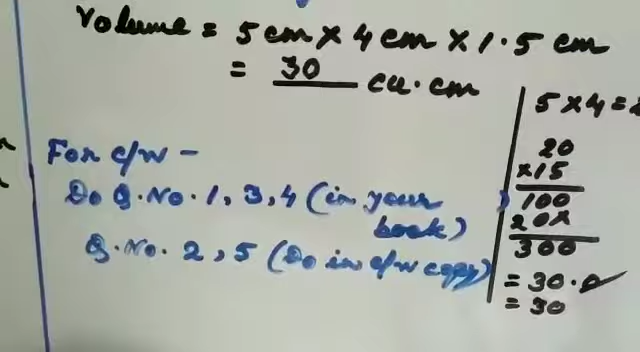 Volume = 5 cm × 4 cm × 1.5 cm
= 30 cu.cm
For c/w -
Do Q.No. 1, 3, 4 (in your
book)
Q.No. 2, 5 (Do in c/w copy)
5 × 4 =
20
×15
100
20×
300
= 30.0
= 30